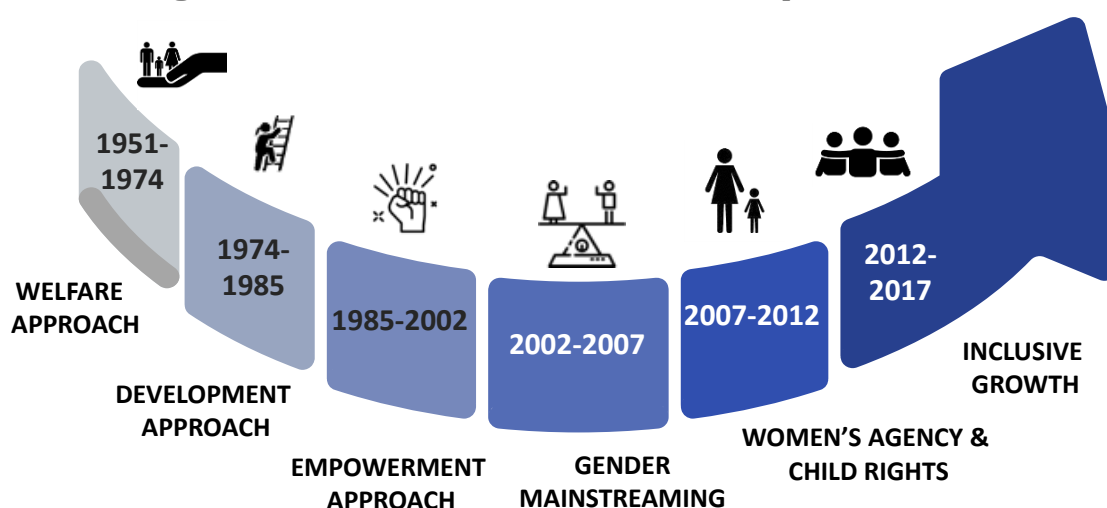 1951-
1974
WELFARE
APPROACH
1974-
1985
DEVELOPMENT
APPROACH
1985-2002
EMPOWERMENT
APPROACH
2002-2007
GENDER
MAINSTREAMING
2007-2012
WOMEN'S AGENCY &
CHILD RIGHTS
2012-
2017
INCLUSIVE
GROWTH